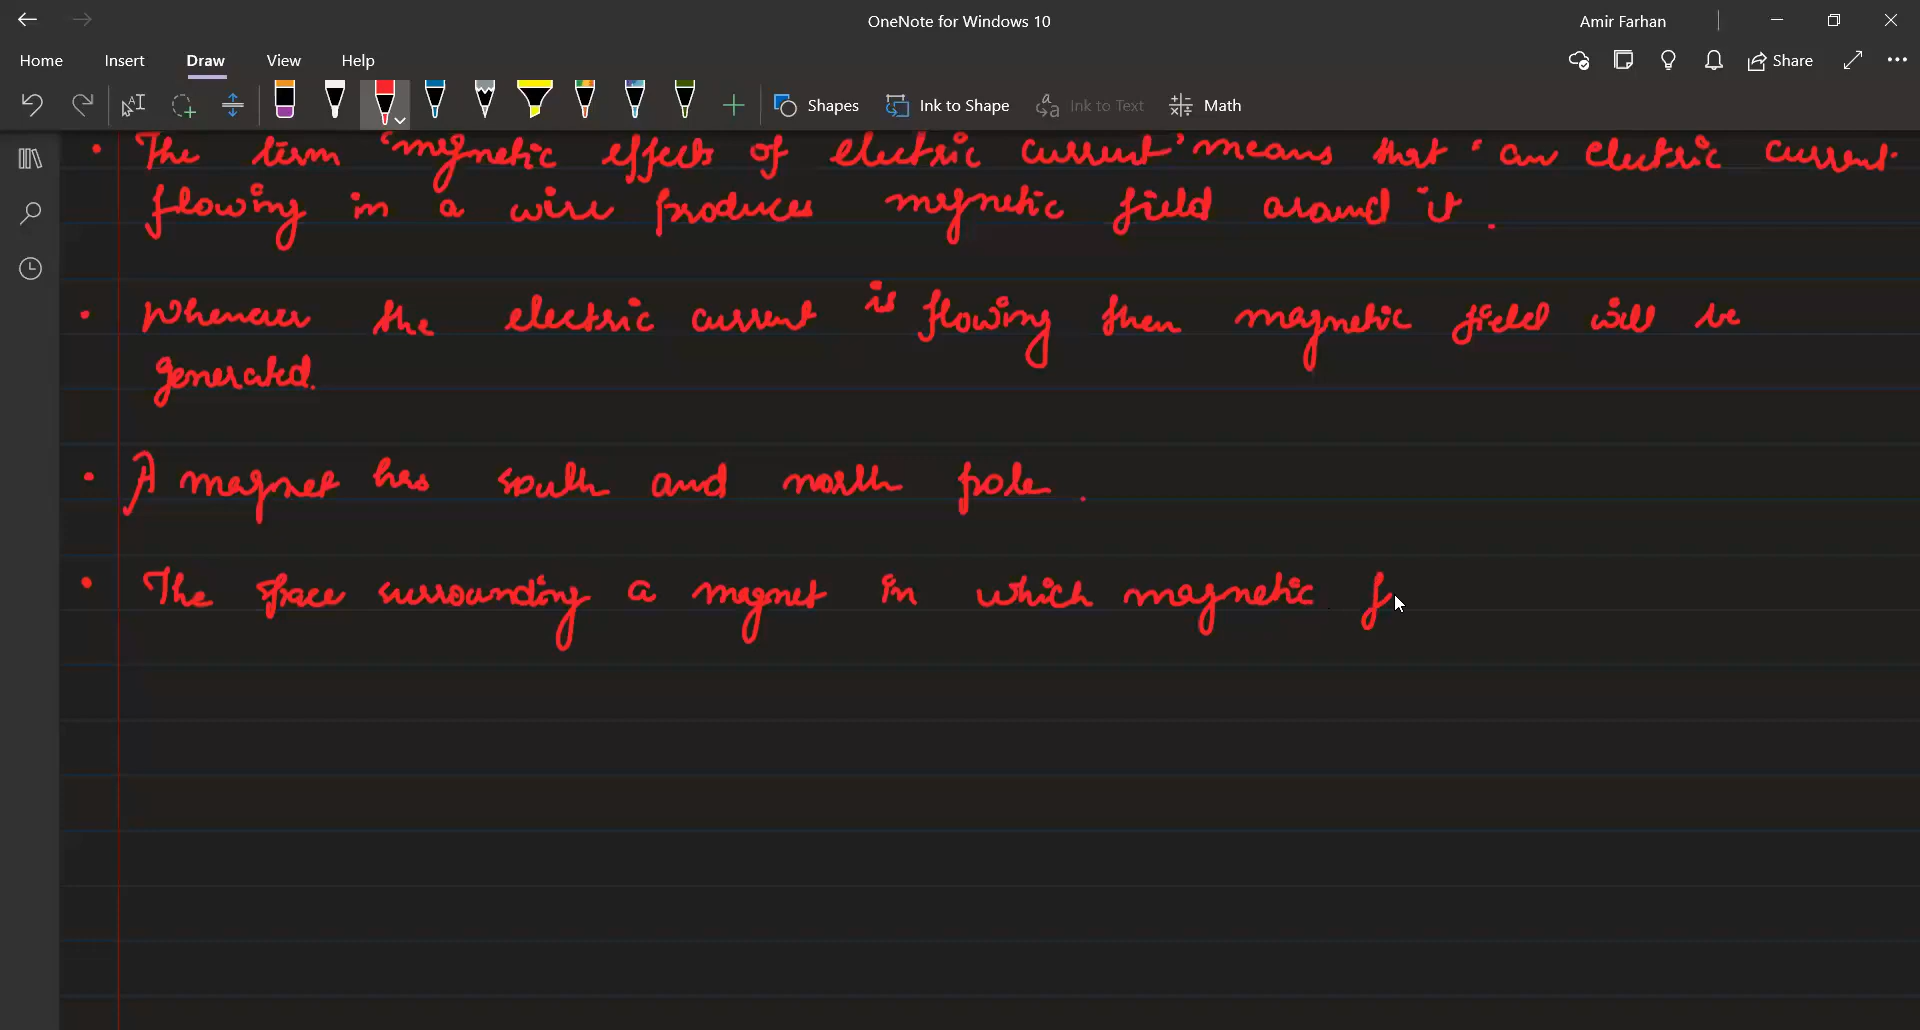 OneNote for Windows 10
Amir Farhan
Home Insert Draw View Help
Share
Shapes Ink to Shape Ink to Text Math
• The term 'magnetic effects of electric current' means that 'an electric current
flowing in a wire produces magnetic field around it.
• Whenever the electric current is flowing then magnetic field will be
generated.
• A magnet has south and north pole.
• The space surrounding a magnet in which magnetic f